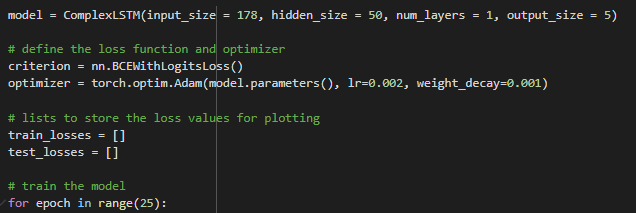 model = ComplexLSTM(input_size = 178, hidden_size = 50, num_layers = 1, output_size = 5)
# define the loss function and optimizer
criterion = nn.BCEWithLogitsLoss()
optimizer = torch.optim.Adam(model.parameters(), lr=0.002, weight_decay=0.001)
# lists to store the loss values for plotting
train_losses = []
test_losses = []
# train the model
for epoch in range(25):